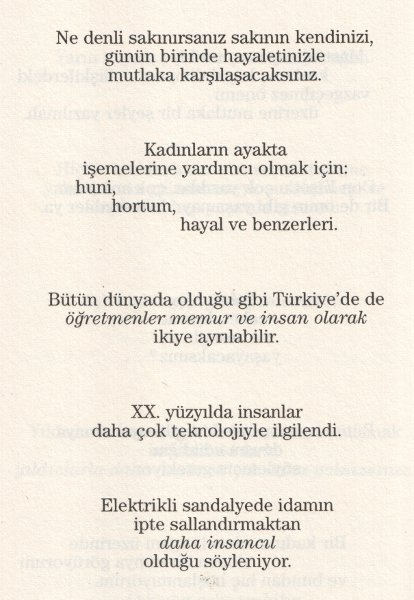 Ne denli sakınırsanız sakının kendinizi,
günün birinde hayaletinizle
mutlaka karşılaşacaksınız.
Kadınların ayakta
işemelerine yardımcı olmak için:
huni,
hortum,
hayal ve benzerleri.
Bütün dünyada olduğu gibi Türkiye'de de
öğretmenler memur ve insan olarak
ikiye ayrılabilir.
XX. yüzyılda insanlar
daha çok teknolojiyle ilgilendi.
Elektrikli sandalyede idamın
ipte sallandırmaktan
daha insancıl
olduğu söyleniyor.